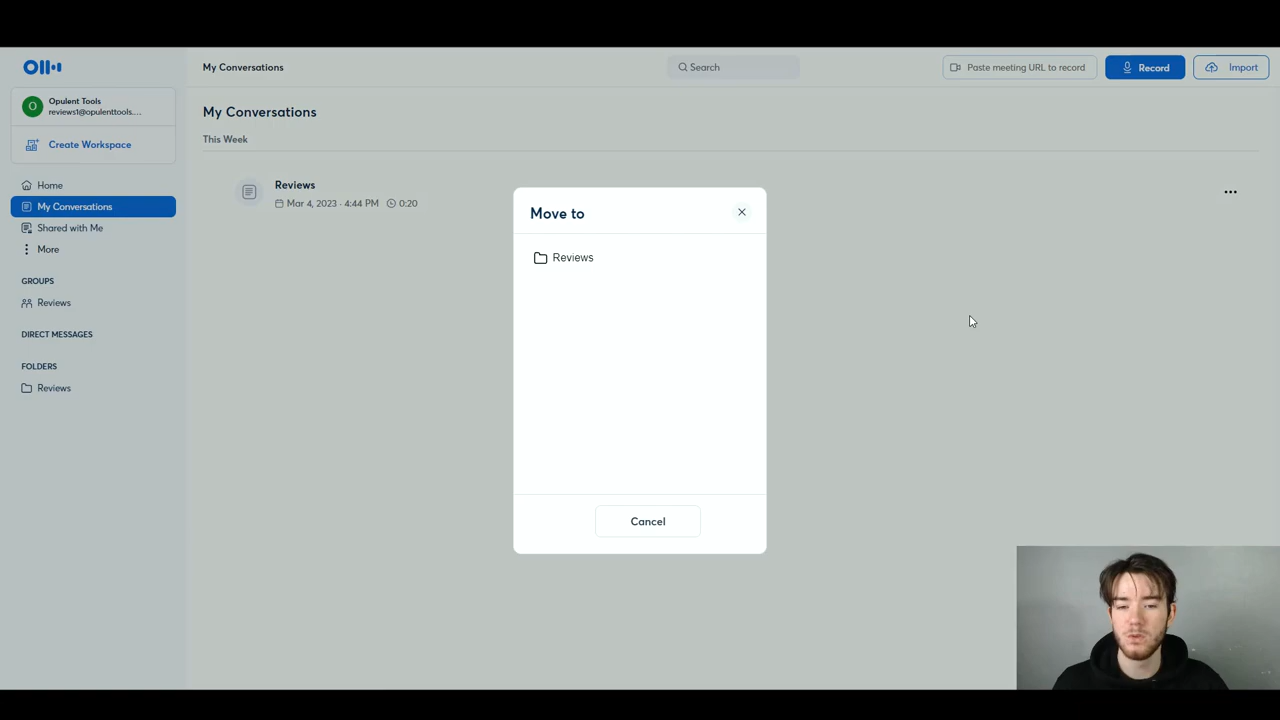 My Conversations
Search
Paste meeting URL to record
Record
Import
O
Opulent Tools
reviews1@opulenttools....
Create Workspace
Home
My Conversations
Shared with Me
More
GROUPS
Reviews
DIRECT MESSAGES
FOLDERS
Reviews
My Conversations
This Week
Reviews
Mar 4, 2023 · 4:44 PM 0:20
Move to
Reviews
Cancel